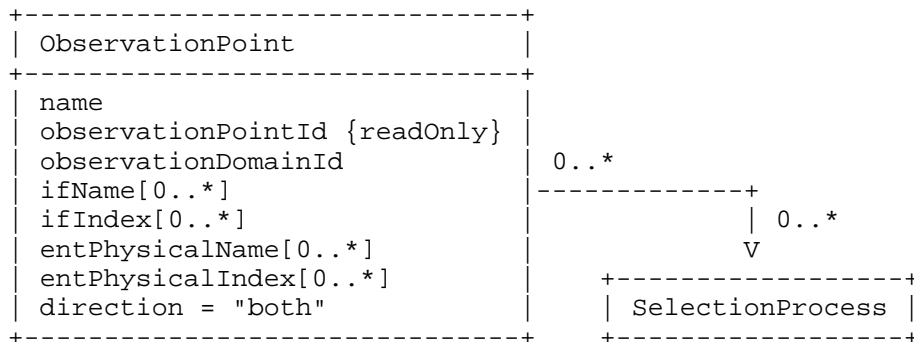 ObservationPoint
name
observationPointId {readOnly}
observationDomainId 0..*
ifName[0..*]
ifIndex[0..*] 0..*
entPhysicalName[0..*]
entPhysicalIndex[0..*]
direction = "both" SelectionProcess